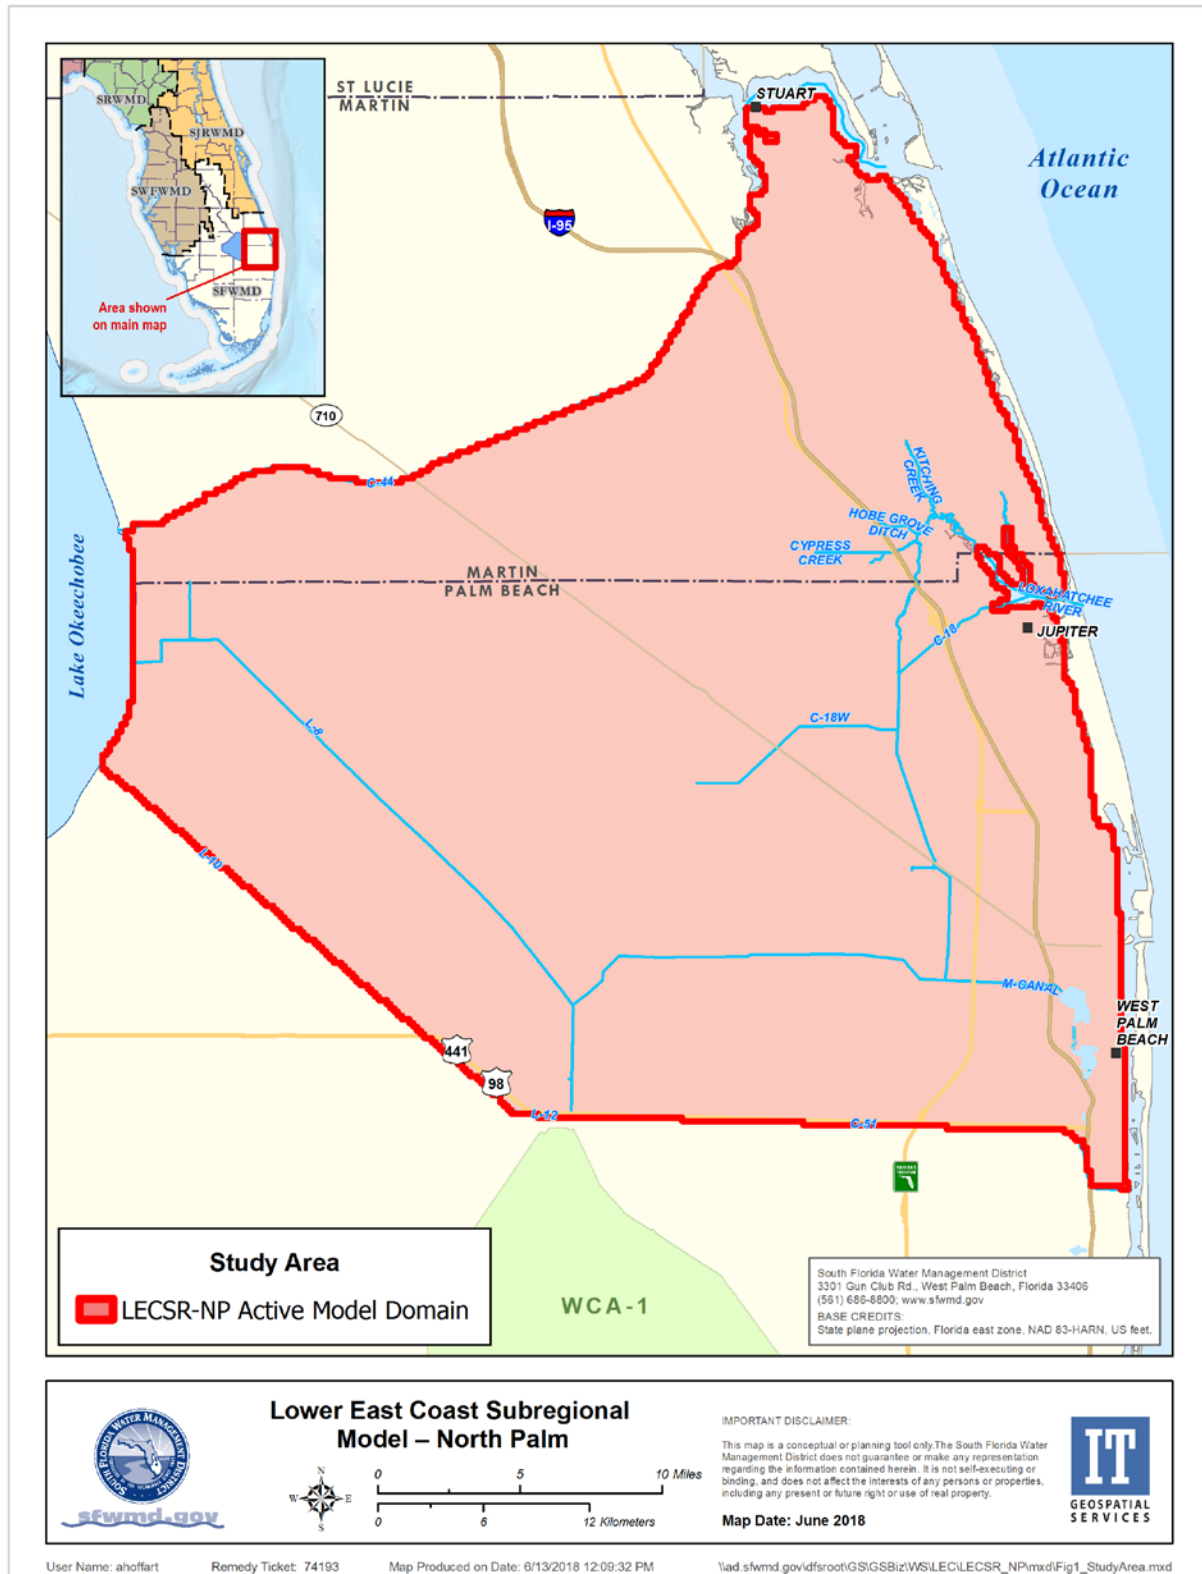 SRWMD
SJRWMD
SWFWMD
SFWMD
Area shown
on main map
ST LUCIE
MARTIN
STUART
Atlantic
Ocean
I-95
710
C-44
KITCHING
CREEK
HOBE GROVE
DITCH
CYPRESS
CREEK
Lake Okeechobee
MARTIN
PALM BEACH
LOXAHATCHEE
RIVER
JUPITER
C-18
C-18W
L-8
L-10
M-CANAL
WEST
PALM
BEACH
441
98
L-12
C-51
WCA-1
Study Area
LECSR-NP Active Model Domain
South Florida Water Management District
3301 Gun Club Rd., West Palm Beach, Florida 33406
(561) 686-8800; www.sfwmd.gov
BASE CREDITS:
State plane projection, Florida east zone, NAD 83-HARN, US feet.
SOUTH FLORIDA WATER MANAGEMENT DISTRICT
sfwmd.gov
Lower East Coast Subregional
Model – North Palm
N
W E
S
0 5 10 Miles
0 6 12 Kilometers
IMPORTANT DISCLAIMER:
This map is a conceptual or planning tool only.The South Florida Water
Management District does not guarantee or make any representation
regarding the information contained herein. It is not self-executing or
binding, and does not affect the interests of any persons or properties,
including any present or future right or use of real property.
Map Date: June 2018
IT
GEOSPATIAL
SERVICES
User Name: ahoffart Remedy Ticket: 74193 Map Produced on Date: 6/13/2018 12:09:32 PM \\ad.sfwmd.gov\dfsroot\GS\GSBiz\WS\LEC\LECSR_NP\mxd\Fig1_StudyArea.mxd